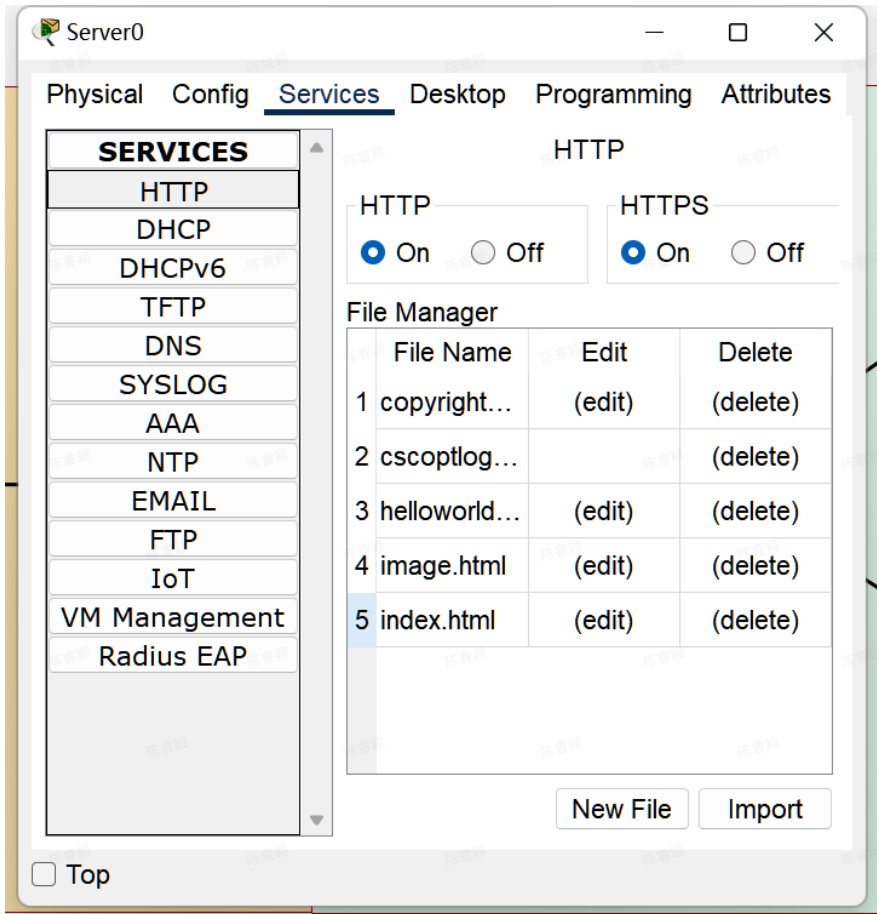 Server0
Physical Config Services Desktop Programming Attributes
SERVICES
HTTP
DHCP
DHCPv6
TFTP
DNS
SYSLOG
AAA
NTP
EMAIL
FTP
IoT
VM Management
Radius EAP
HTTP
HTTP
On Off
HTTPS
On Off
File Manager
File Name Edit Delete
1 copyright... (edit) (delete)
2 cscoptlog... (delete)
3 helloworld... (edit) (delete)
4 image.html (edit) (delete)
5 index.html (edit) (delete)
New File Import
Top
陈睿颖